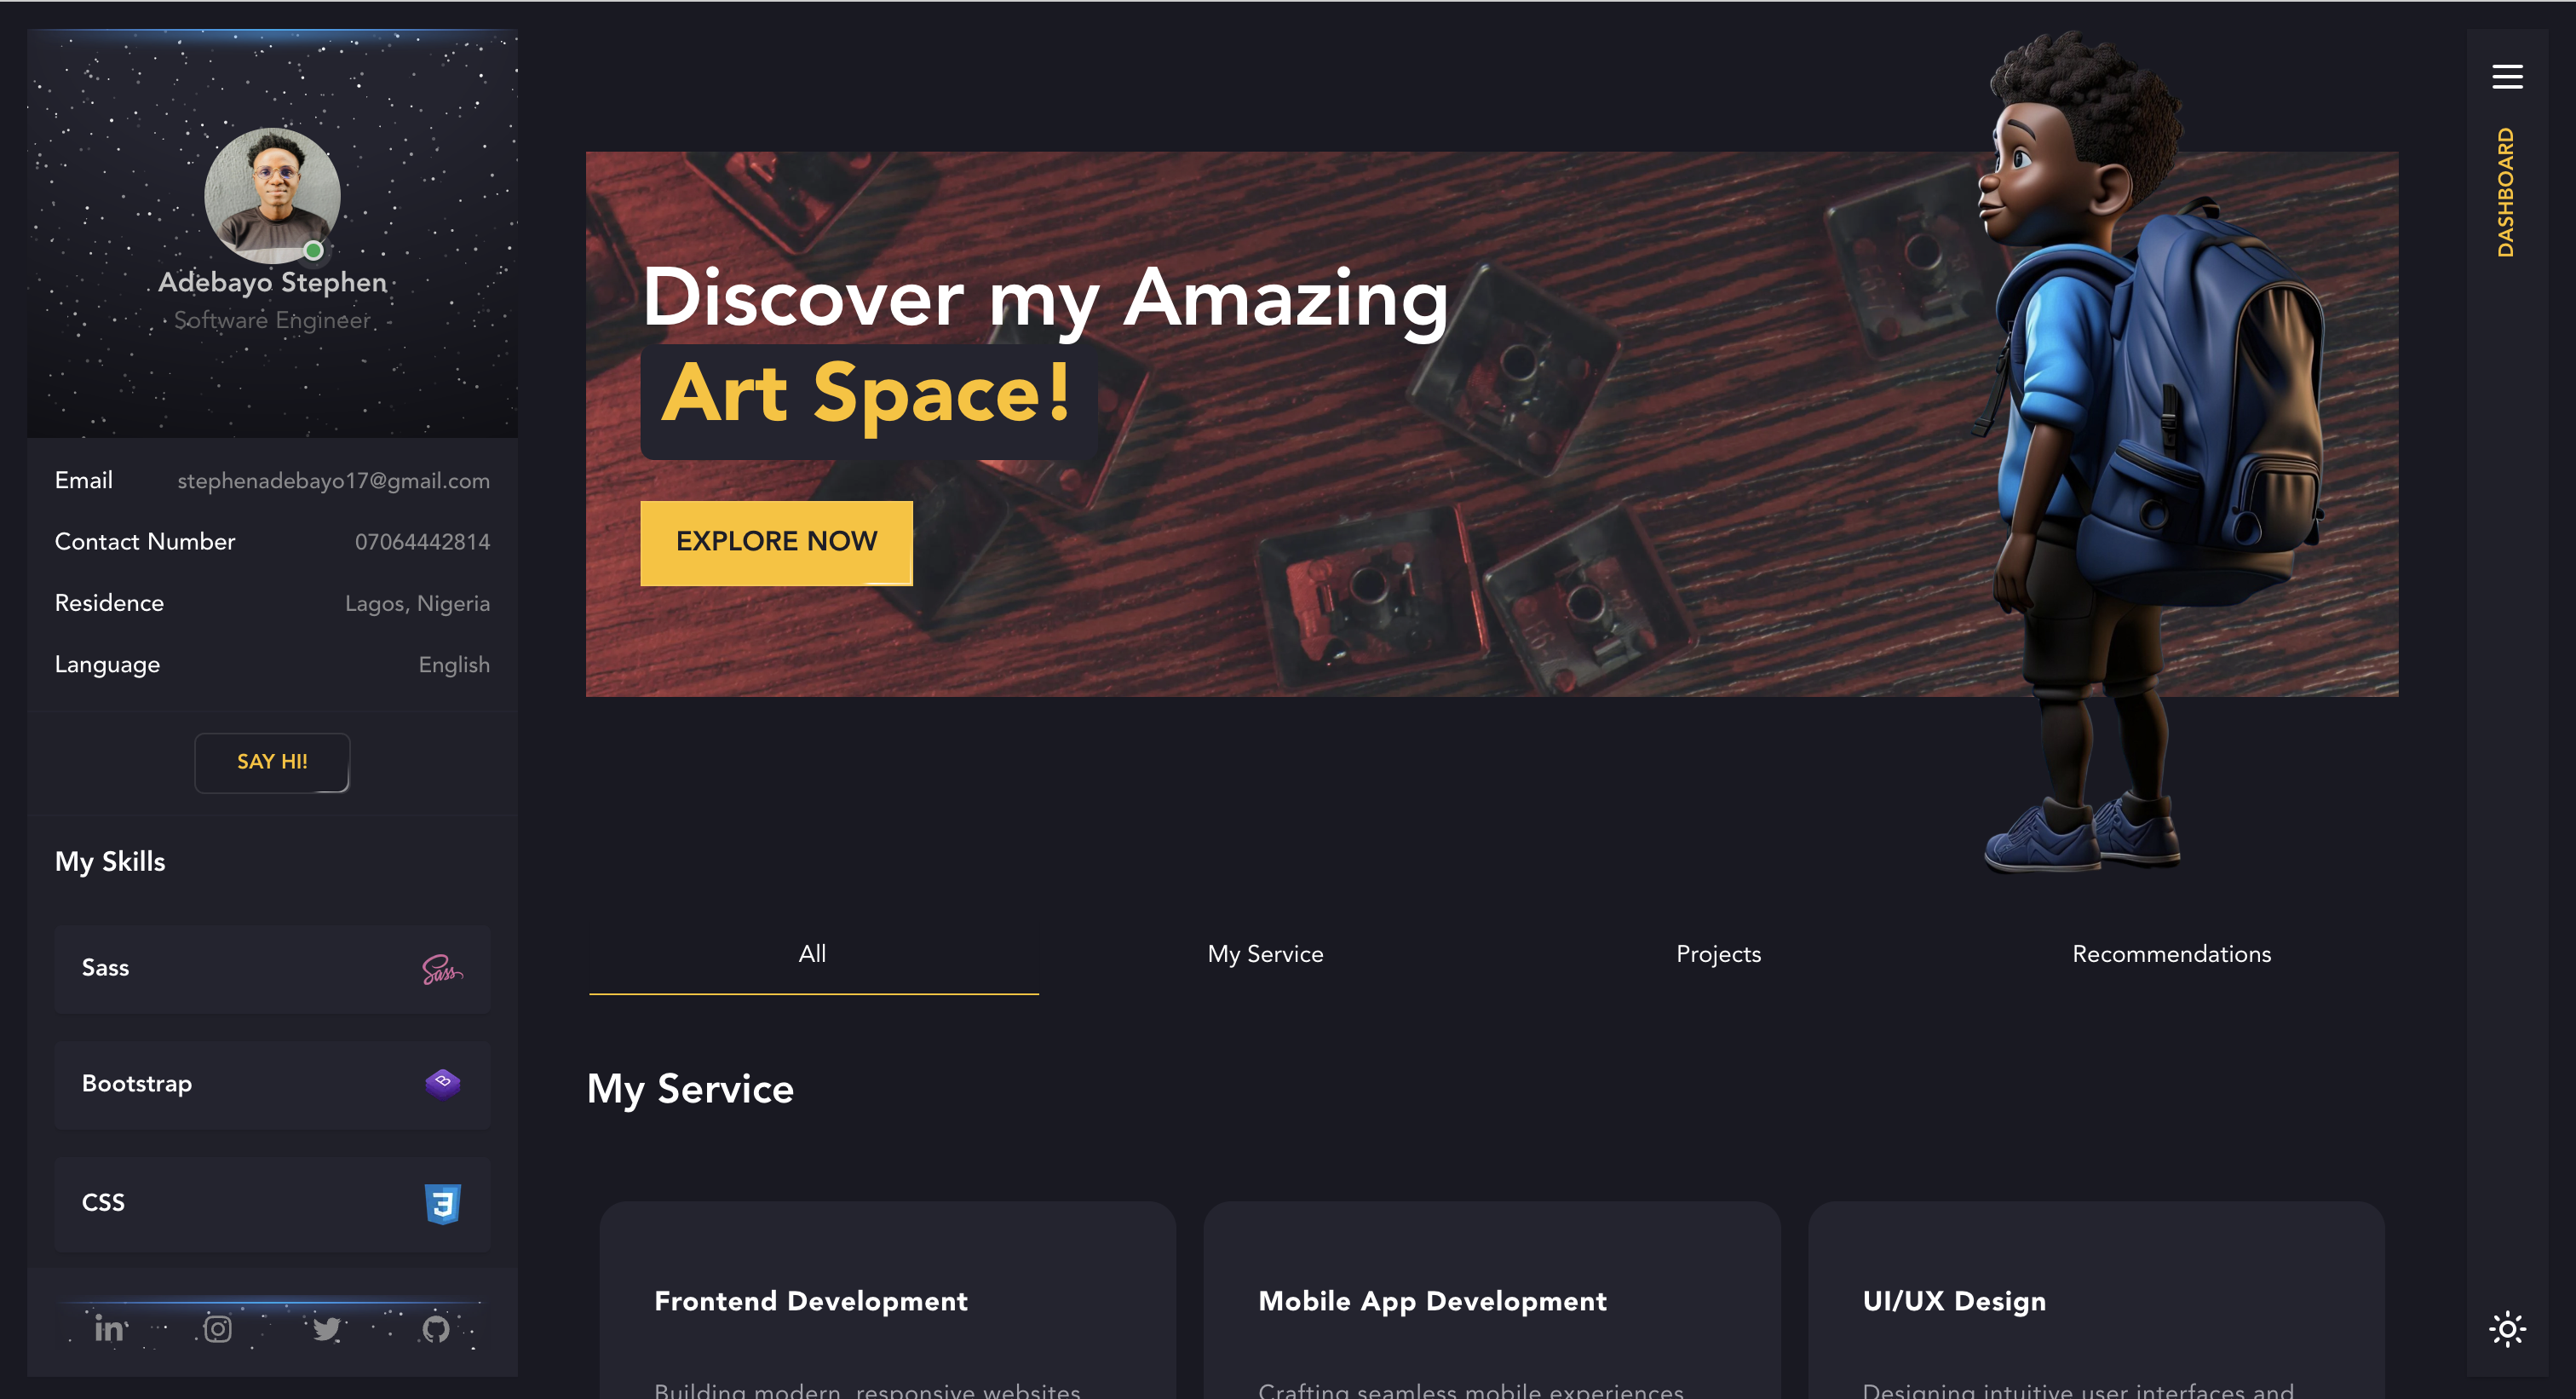 Adebayo Stephen
Software Engineer
Email stephenadebayo17@gmail.com
Contact Number 07064442814
Residence Lagos, Nigeria
Language English
SAY HI!
My Skills
Sass
Sass
Bootstrap
B
CSS
3
in
Discover my Amazing
Art Space!
EXPLORE NOW
All My Service Projects Recommendations
My Service
Frontend Development
Building modern, responsive websites
Mobile App Development
Crafting seamless mobile experiences
UI/UX Design
Designing intuitive user interfaces and
DASHBOARD